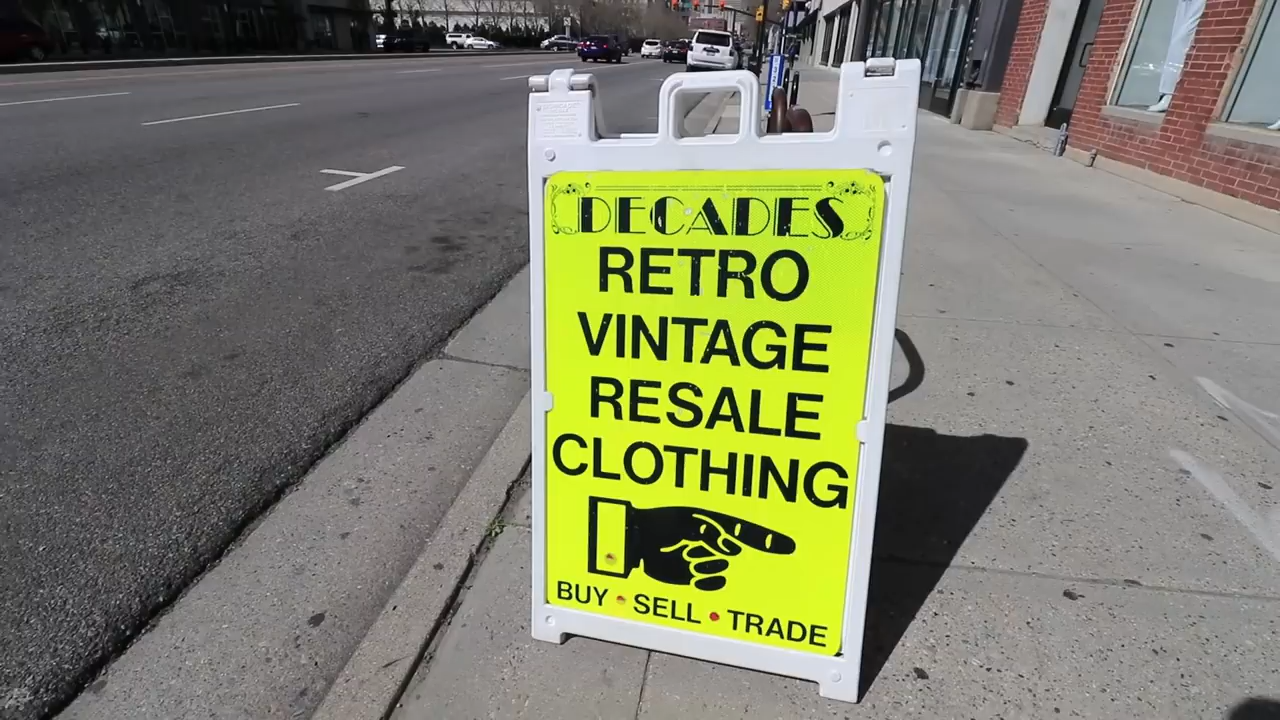 DECADES
RETRO
VINTAGE
RESALE
CLOTHING
BUY • SELL • TRADE